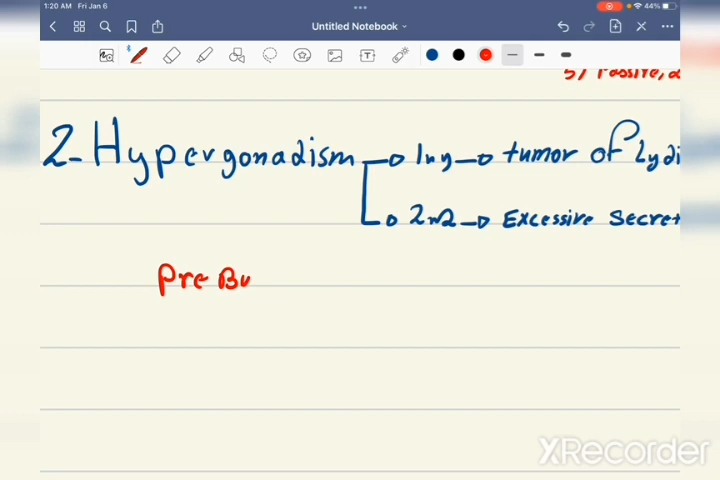 1:20 AM Fri Jan 6
44%
Untitled Notebook
5) Passive,
2- Hypergonadism 1ry tumor of Lydi
2nd Excessive Secret
Pre Bu
XRecorder